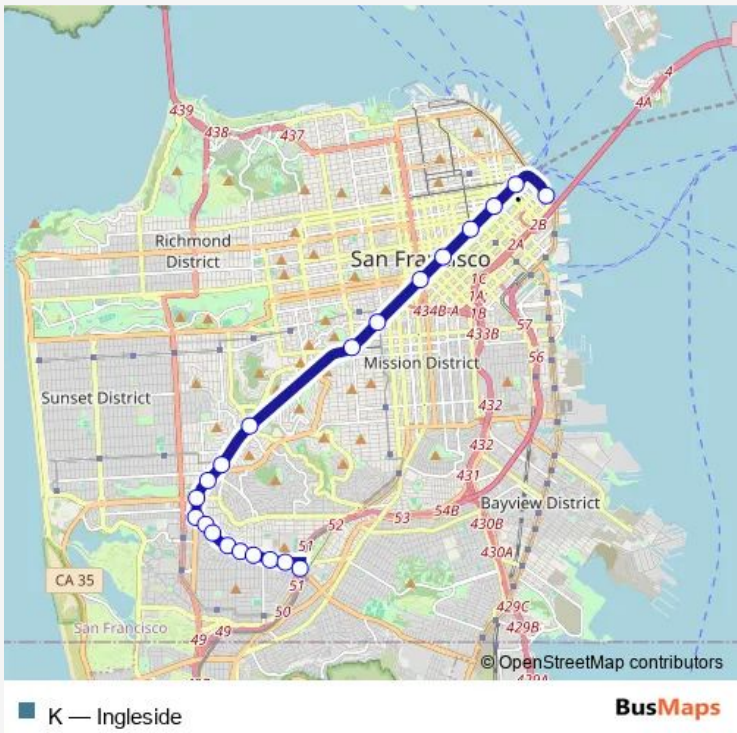 439
438
437
4
4A
2B
2A
Richmond
District
San Francisco
1C
1A
434B-A
1B
433B
57
56
Mission District
Sunset District
432
432
431
Bayview District
54B
53
52
51
430B
430A
51
CA 35
50
San Francisco
49
49
429C
429B
429A
© OpenStreetMap contributors
K — Ingleside
BusMaps